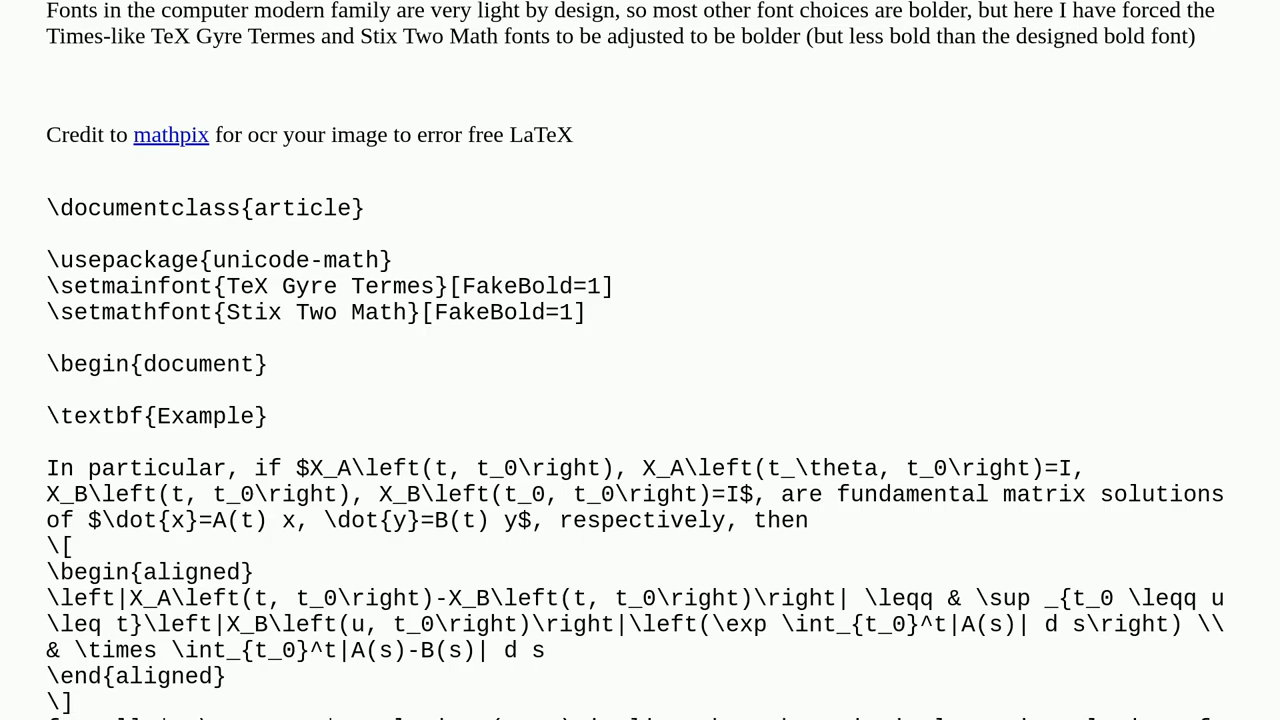 Fonts in the computer modern family are very light by design, so most other font choices are bolder, but here I have forced the
Times-like TeX Gyre Termes and Stix Two Math fonts to be adjusted to be bolder (but less bold than the designed bold font)
Credit to mathpix for ocr your image to error free LaTeX
\documentclass{article}
\usepackage{unicode-math}
\setmainfont{TeX Gyre Termes}[FakeBold=1]
\setmathfont{Stix Two Math}[FakeBold=1]
\begin{document}
\textbf{Example}
In particular, if $X_A\left(t, t_0\right), X_A\left(t_\theta, t_0\right)=I,
X_B\left(t, t_0\right), X_B\left(t_0, t_0\right)=I$, are fundamental matrix solutions
of $\dot{x}=A(t) x, \dot{y}=B(t) y$, respectively, then
\[
\begin{aligned}
\left|X_A\left(t, t_0\right)-X_B\left(t, t_0\right)\right| \leqq & \sup _{t_0 \leqq u
\leq t}\left|X_B\left(u, t_0\right)\right|\left(\exp \int_{t_0}^t|A(s)| d s\right) \\
& \times \int_{t_0}^t|A(s)-B(s)| d s
\end{aligned}
\]